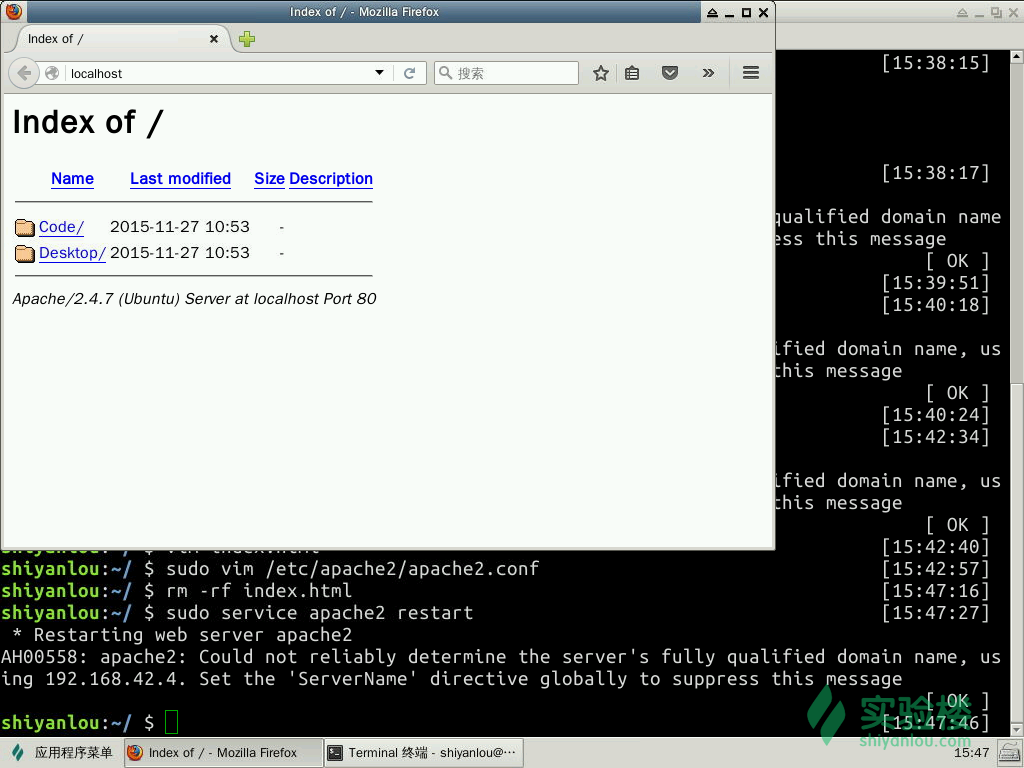 Index of / - Mozilla Firefox
Index of /
localhost
搜索
Index of /
Name Last modified Size Description
Code/ 2015-11-27 10:53 -
Desktop/ 2015-11-27 10:53 -
Apache/2.4.7 (Ubuntu) Server at localhost Port 80
[15:38:15]
[15:38:17]
qualified domain name
ess this message
[ OK ]
[15:39:51]
[15:40:18]
ified domain name, us
this message
[ OK ]
[15:40:24]
[15:42:34]
ified domain name, us
this message
[ OK ]
shiyanlou:~/ $ vim index.html [15:42:40]
shiyanlou:~/ $ sudo vim /etc/apache2/apache2.conf [15:42:57]
shiyanlou:~/ $ rm -rf index.html [15:47:16]
shiyanlou:~/ $ sudo service apache2 restart [15:47:27]
* Restarting web server apache2
AH00558: apache2: Could not reliably determine the server's fully qualified domain name, us
ing 192.168.42.4. Set the 'ServerName' directive globally to suppress this message
[ OK ]
shiyanlou:~/ $ [15:47:46]
实验楼
shiyanlou.com
应用程序菜单 Index of / - Mozilla Firefox Terminal 终端 - shiyanlou@⋯ 15:47